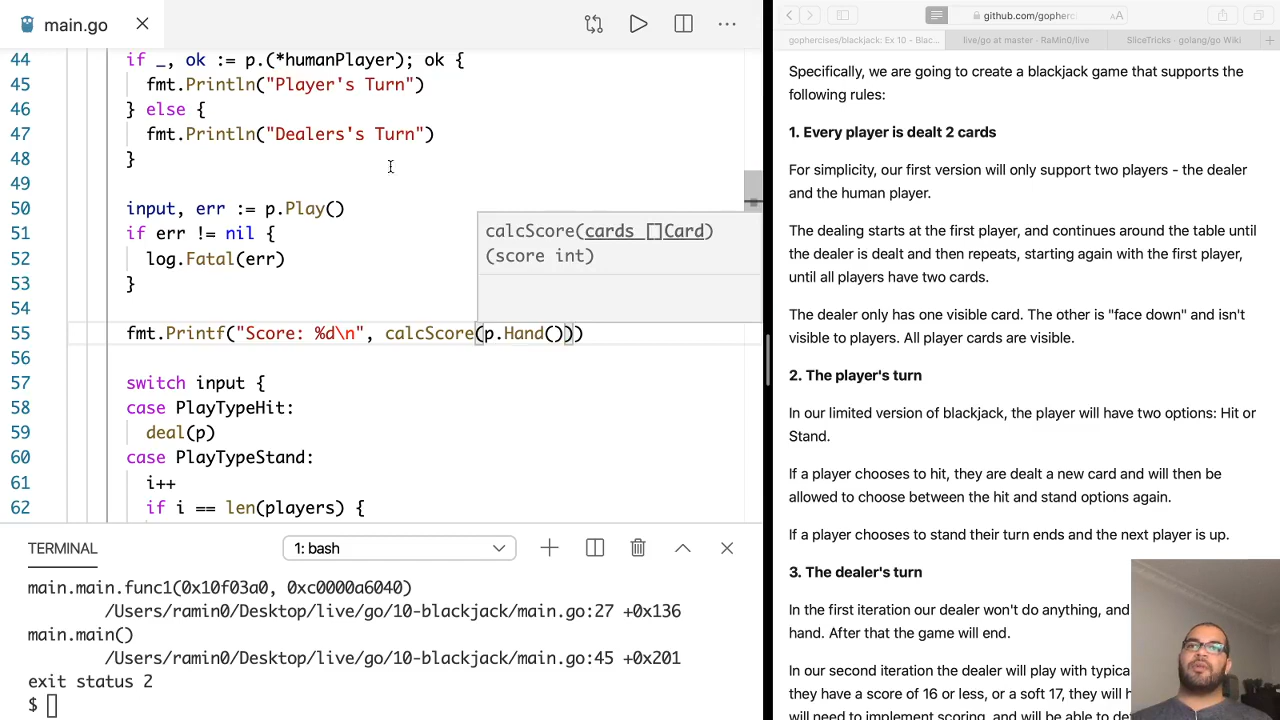 main.go
44 if _, ok := p.(*humanPlayer); ok {
45 fmt.Println("Player's Turn")
46 } else {
47 fmt.Println("Dealers's Turn")
48 }
49
50 input, err := p.Play()
51 if err != nil {
52 log.Fatal(err)
53 }
54
55 fmt.Printf("Score: %d\n", calcScore(p.Hand()))
56
57 switch input {
58 case PlayTypeHit:
59 deal(p)
60 case PlayTypeStand:
61 i++
62 if i == len(players) {
calcScore(cards []Card)
(score int)
TERMINAL
1: bash
main.main.func1(0x10f03a0, 0xc0000a6040)
/Users/ramin0/Desktop/live/go/10-blackjack/main.go:27 +0x136
main.main()
/Users/ramin0/Desktop/live/go/10-blackjack/main.go:45 +0x201
exit status 2
$
github.com/gopherc
AA
gophercises/blackjack: Ex 10 • Blac...
live/go at master · RaMin0/live
SliceTricks · golang/go Wiki
Specifically, we are going to create a blackjack game that supports the
following rules:
1. Every player is dealt 2 cards
For simplicity, our first version will only support two players - the dealer
and the human player.
The dealing starts at the first player, and continues around the table until
the dealer is dealt and then repeats, starting again with the first player,
until all players have two cards.
The dealer only has one visible card. The other is "face down" and isn't
visible to players. All player cards are visible.
2. The player's turn
In our limited version of blackjack, the player will have two options: Hit or
Stand.
If a player chooses to hit, they are dealt a new card and will then be
allowed to choose between the hit and stand options again.
If a player chooses to stand their turn ends and the next player is up.
3. The dealer's turn
In the first iteration our dealer won't do anything, and
hand. After that the game will end.
In our second iteration the dealer will play with typica
they have a score of 16 or less, or a soft 17, they will h
will need to implement scoring, and will be able to de